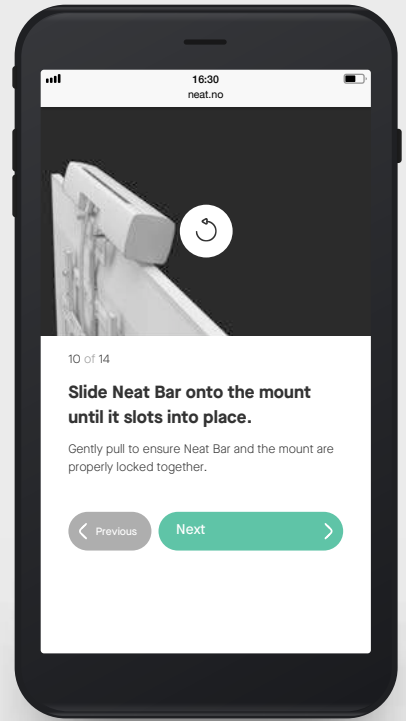 16:30
neat.no
10 of 14
Slide Neat Bar onto the mount
until it slots into place.
Gently pull to ensure Neat Bar and the mount are
properly locked together.
Previous
Next